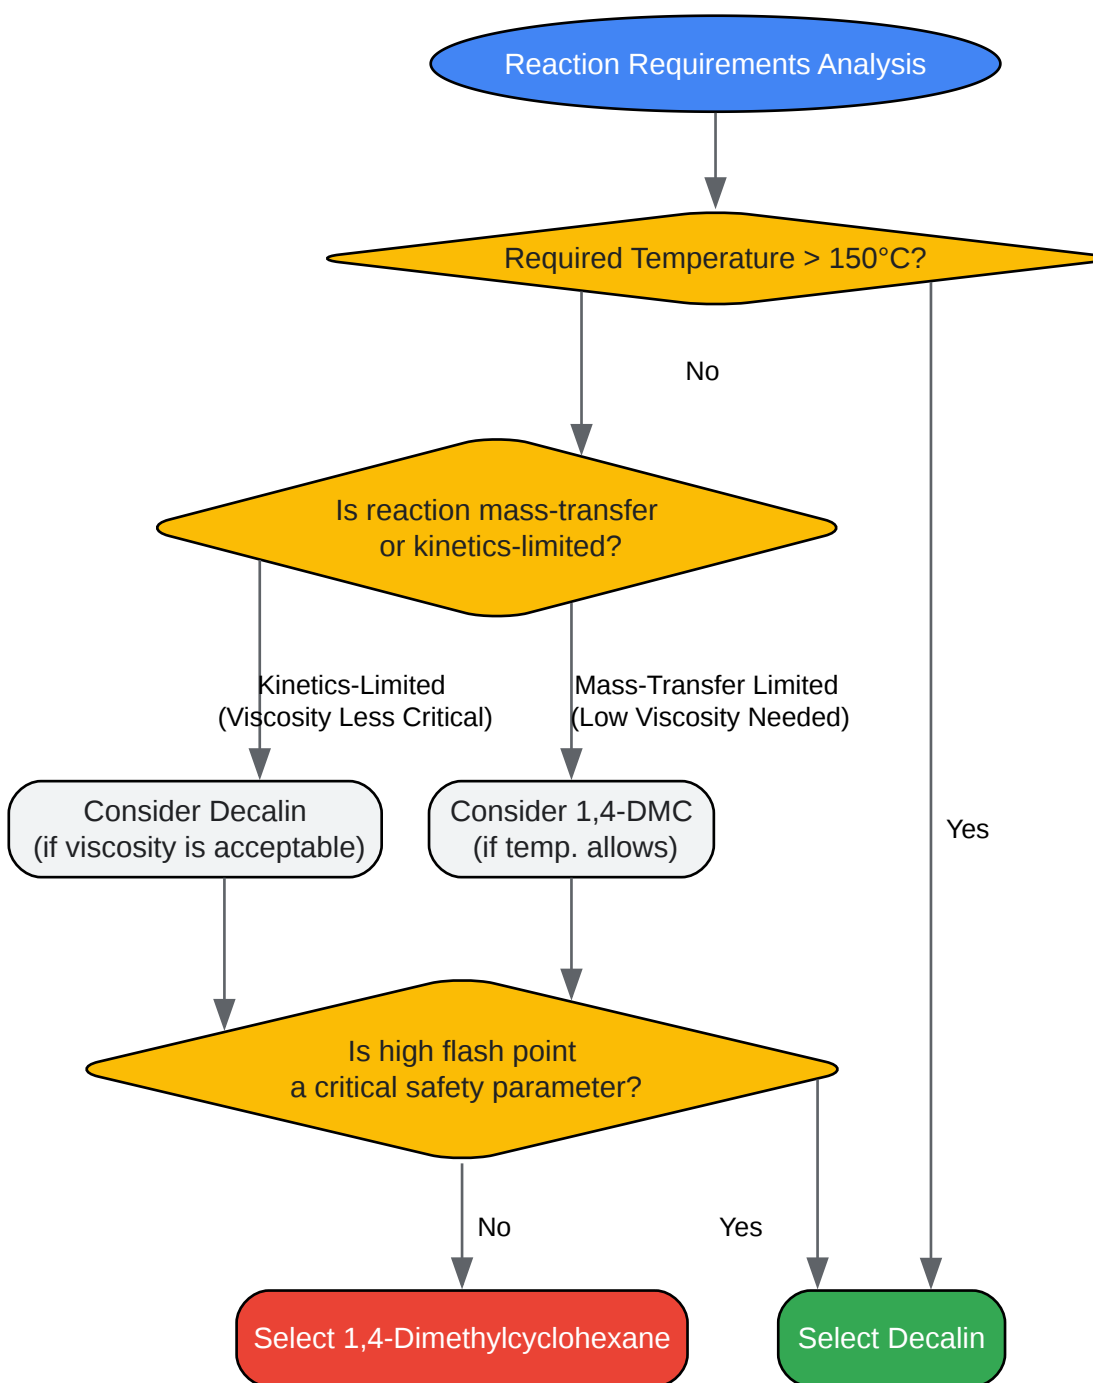 Reaction Requirements Analysis
Required Temperature > 150°C?
No
Is reaction mass-transfer
or kinetics-limited?
Kinetics-Limited
(Viscosity Less Critical)
Mass-Transfer Limited
(Low Viscosity Needed)
Consider Decalin
(if viscosity is acceptable)
Consider 1,4-DMC
(if temp. allows)
Yes
Is high flash point
a critical safety parameter?
No
Yes
Select 1,4-Dimethylcyclohexane
Select Decalin